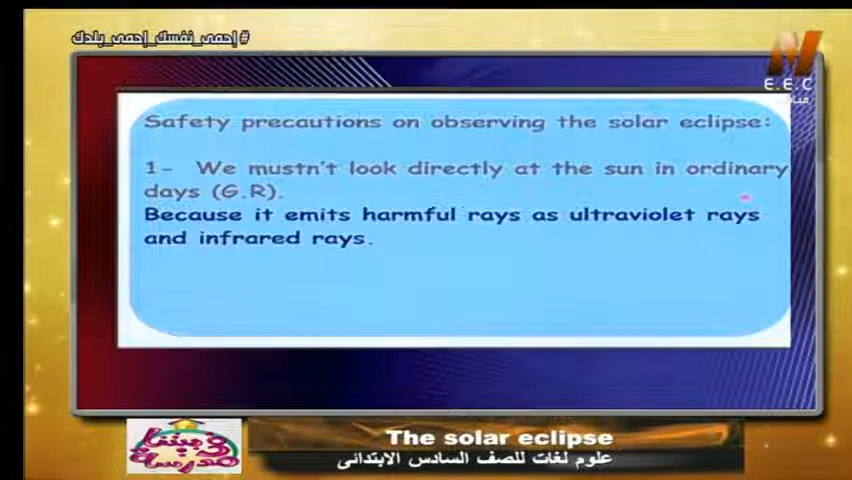 #إحمى_نفسك_إحمى_بلدك
E.E.C
Safety precautions on observing the solar eclipse:
1- We mustn't look directly at the sun in ordinary
days (G.R).
Because it emits harmful rays as ultraviolet rays
and infrared rays.
The solar eclipse
علوم لغات للصف السادس الابتدائى